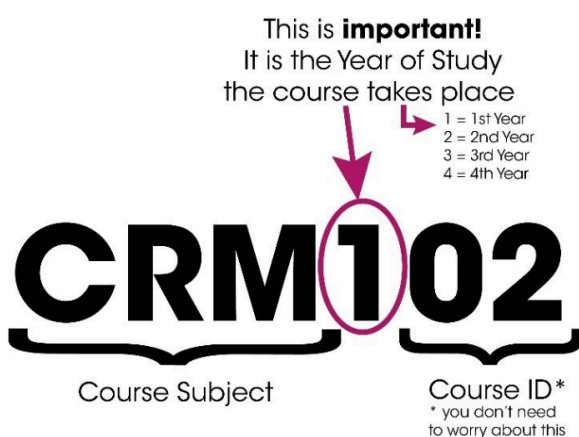 This is important!
It is the Year of Study
the course takes place
1 = 1st Year
2 = 2nd Year
3 = 3rd Year
4 = 4th Year
CRM102
Course Subject
Course ID*
* you don't need
to worry about this